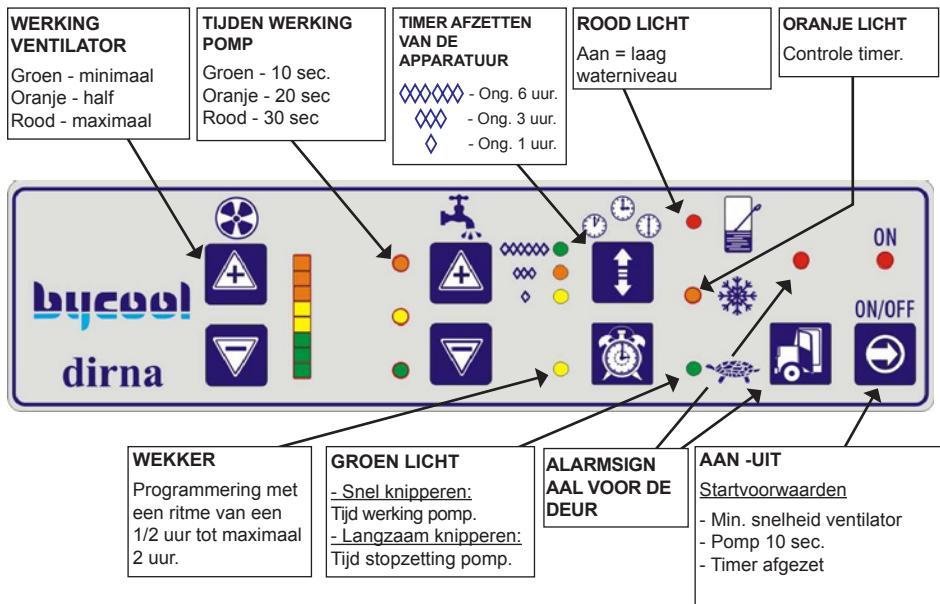 WERKING
VENTILATOR
Groen - minimaal
Oranje - half
Rood - maximaal
TIJDEN WERKING
POMP
Groen - 10 sec.
Oranje - 20 sec
Rood - 30 sec
TIMER AFZETTEN
VAN DE
APPARATUUR
- Ong. 6 uur.
- Ong. 3 uur.
- Ong. 1 uur.
ROOD LICHT
Aan = laag
waterniveau
ORANJE LICHT
Controle timer.
bycool
dirna
ON
ON/OFF
WEKKER
Programmering met
een ritme van een
1/2 uur tot maximaal
2 uur.
GROEN LICHT
- Snel knipperen:
Tijd werking pomp.
- Langzaam knipperen:
Tijd stopzetting pomp.
ALARMSIGN
AAL VOOR DE
DEUR
AAN -UIT
Startvoorwaarden
- Min. snelheid ventilator
- Pomp 10 sec.
- Timer afgezet